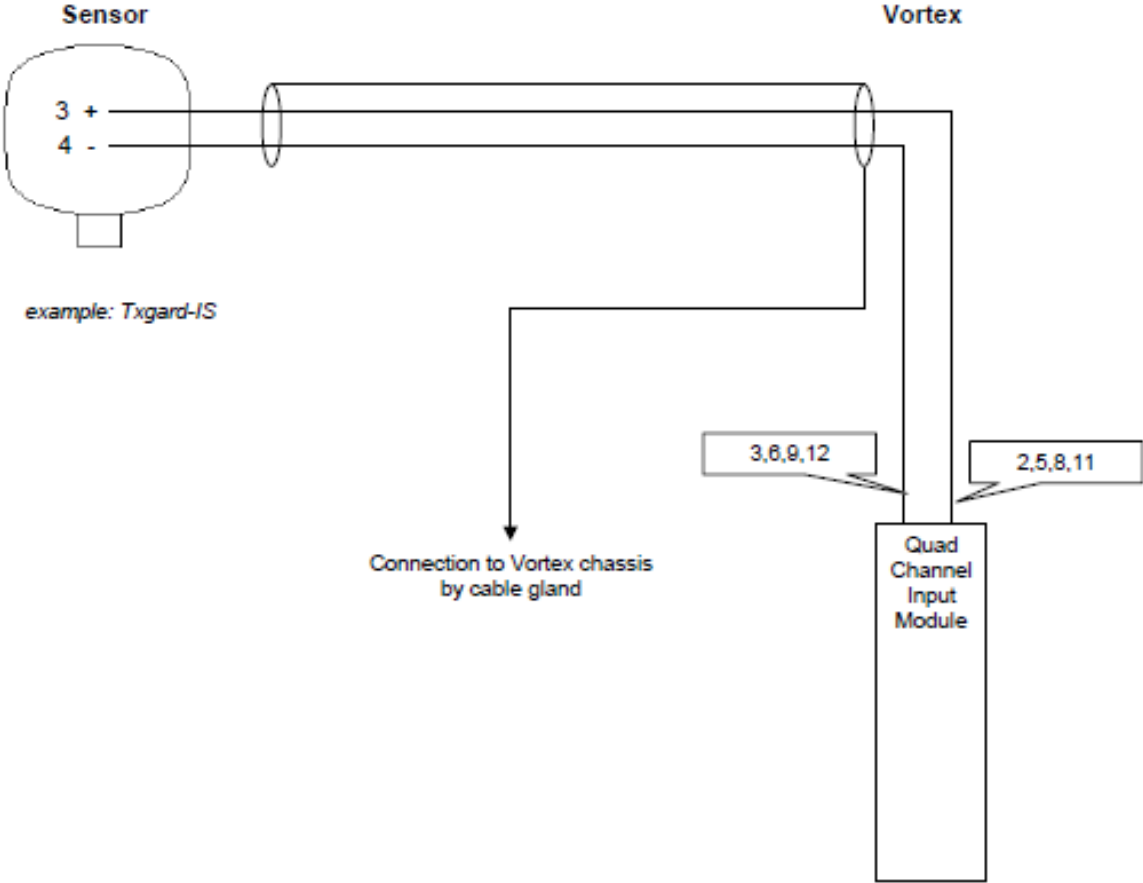 Sensor
Vortex
3 +
4 -
example: Txgard-IS
3,6,9,12
2,5,8,11
Connection to Vortex chassis
by cable gland
Quad
Channel
Input
Module